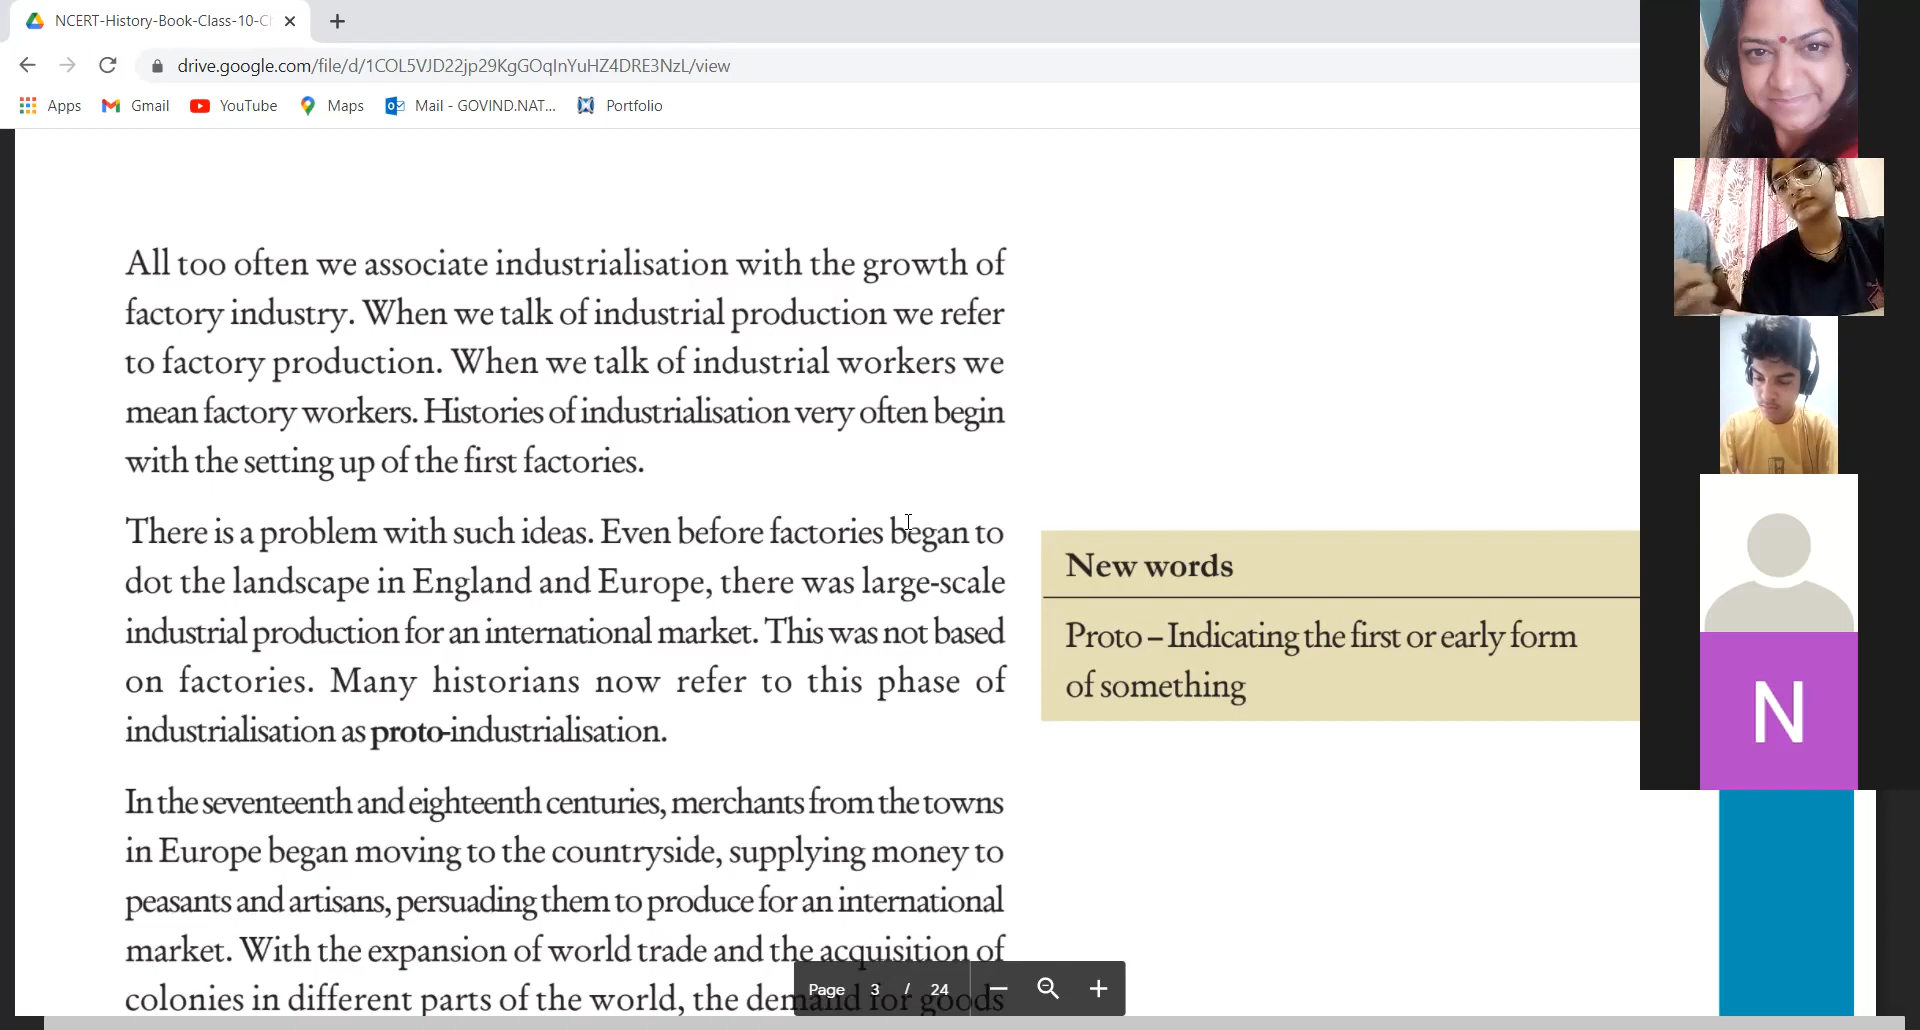 NCERT-History-Book-Class-10-C
drive.google.com/file/d/1COL5VJD22jp29KgGOqInYuHZ4DRE3NzL/view
Apps Gmail YouTube Maps Mail - GOVIND.NAT... Portfolio
All too often we associate industrialisation with the growth of
factory industry. When we talk of industrial production we refer
to factory production. When we talk of industrial workers we
mean factory workers. Histories of industrialisation very often begin
with the setting up of the first factories.
There is a problem with such ideas. Even before factories began to
dot the landscape in England and Europe, there was large-scale
industrial production for an international market. This was not based
on factories. Many historians now refer to this phase of
industrialisation as proto-industrialisation.
New words
Proto – Indicating the first or early form
of something
In the seventeenth and eighteenth centuries, merchants from the towns
in Europe began moving to the countryside, supplying money to
peasants and artisans, persuading them to produce for an international
market. With the expansion of world trade and the acquisition of
colonies in different parts of the world, the demand for goods
Page 3 / 24
N